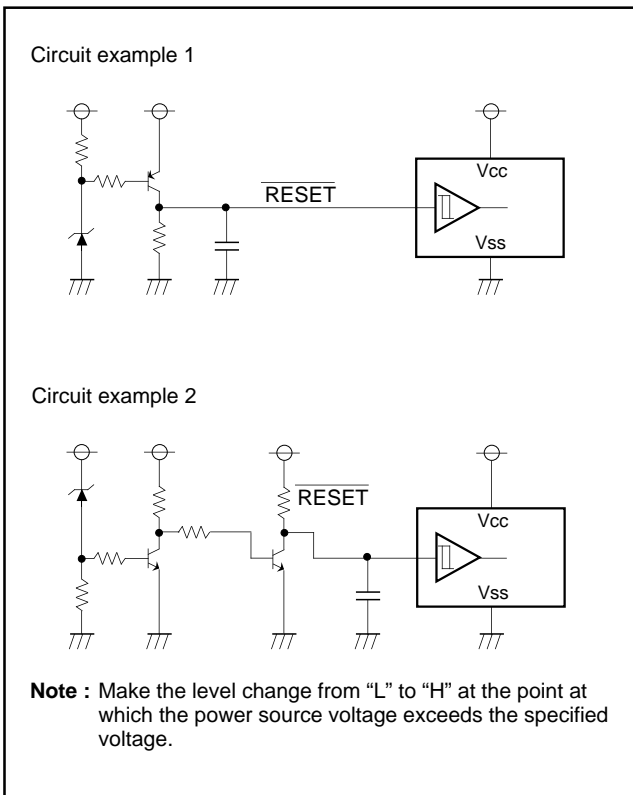 Circuit example 1
RESET
Vcc
Vss
Circuit example 2
RESET
Vcc
Vss
Note : Make the level change from “L” to “H” at the point at
which the power source voltage exceeds the specified
voltage.